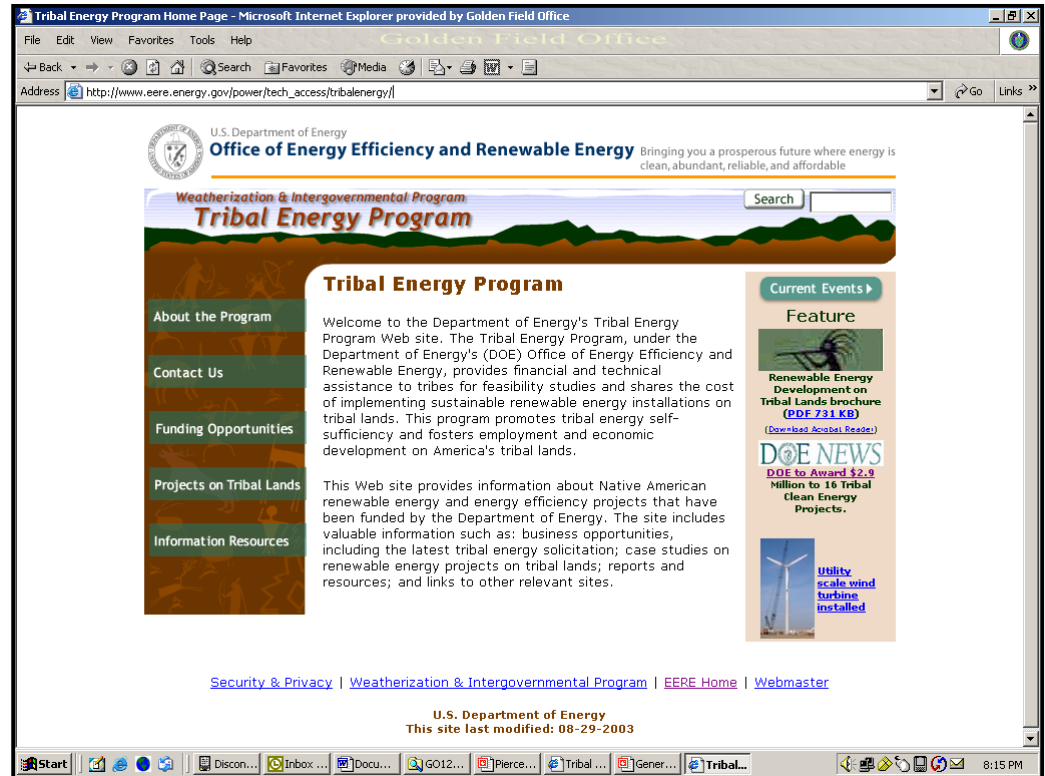 Tribal Energy Program Home Page - Microsoft Internet Explorer provided by Golden Field Office
File Edit View Favorites Tools Help
Golden Field Office
Back Search Favorites Media
Address http://www.eere.energy.gov/power/tech_access/tribalenergy/ Go Links »
U.S. Department of Energy
Office of Energy Efficiency and Renewable Energy
Bringing you a prosperous future where energy is
clean, abundant, reliable, and affordable
Weatherization & Intergovernmental Program
Tribal Energy Program
Search
About the Program
Contact Us
Funding Opportunities
Projects on Tribal Lands
Information Resources
Tribal Energy Program
Welcome to the Department of Energy's Tribal Energy
Program Web site. The Tribal Energy Program, under the
Department of Energy's (DOE) Office of Energy Efficiency and
Renewable Energy, provides financial and technical
assistance to tribes for feasibility studies and shares the cost
of implementing sustainable renewable energy installations on
tribal lands. This program promotes tribal energy self-
sufficiency and fosters employment and economic
development on America's tribal lands.
This Web site provides information about Native American
renewable energy and energy efficiency projects that have
been funded by the Department of Energy. The site includes
valuable information such as: business opportunities,
including the latest tribal energy solicitation; case studies on
renewable energy projects on tribal lands; reports and
resources; and links to other relevant sites.
Current Events
Feature
Renewable Energy
Development on
Tribal Lands brochure
(PDF 731 KB)
(Download Acrobat Reader)
DOE NEWS
DOE to Award $2.9
Million to 16 Tribal
Clean Energy
Projects.
Utility
scale wind
turbine
installed
Security & Privacy | Weatherization & Intergovernmental Program | EERE Home | Webmaster
U.S. Department of Energy
This site last modified: 08-29-2003
Start Discon... Inbox ... Docu... GO12... Pierce... Tribal ... Gener... Tribal... 8:15 PM